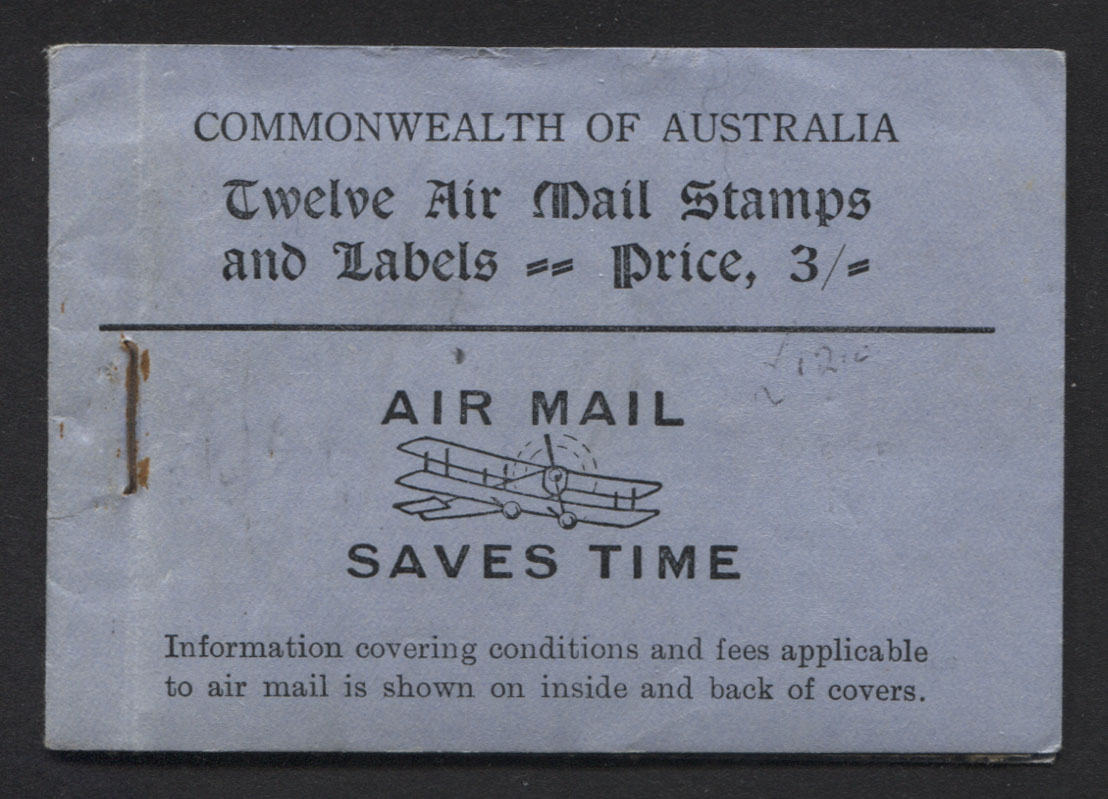 COMMONWEALTH OF AUSTRALIA
Twelve Air Mail Stamps
and Labels -- Price, 3/-
AIR MAIL
SAVES TIME
Information covering conditions and fees applicable
to air mail is shown on inside and back of covers.